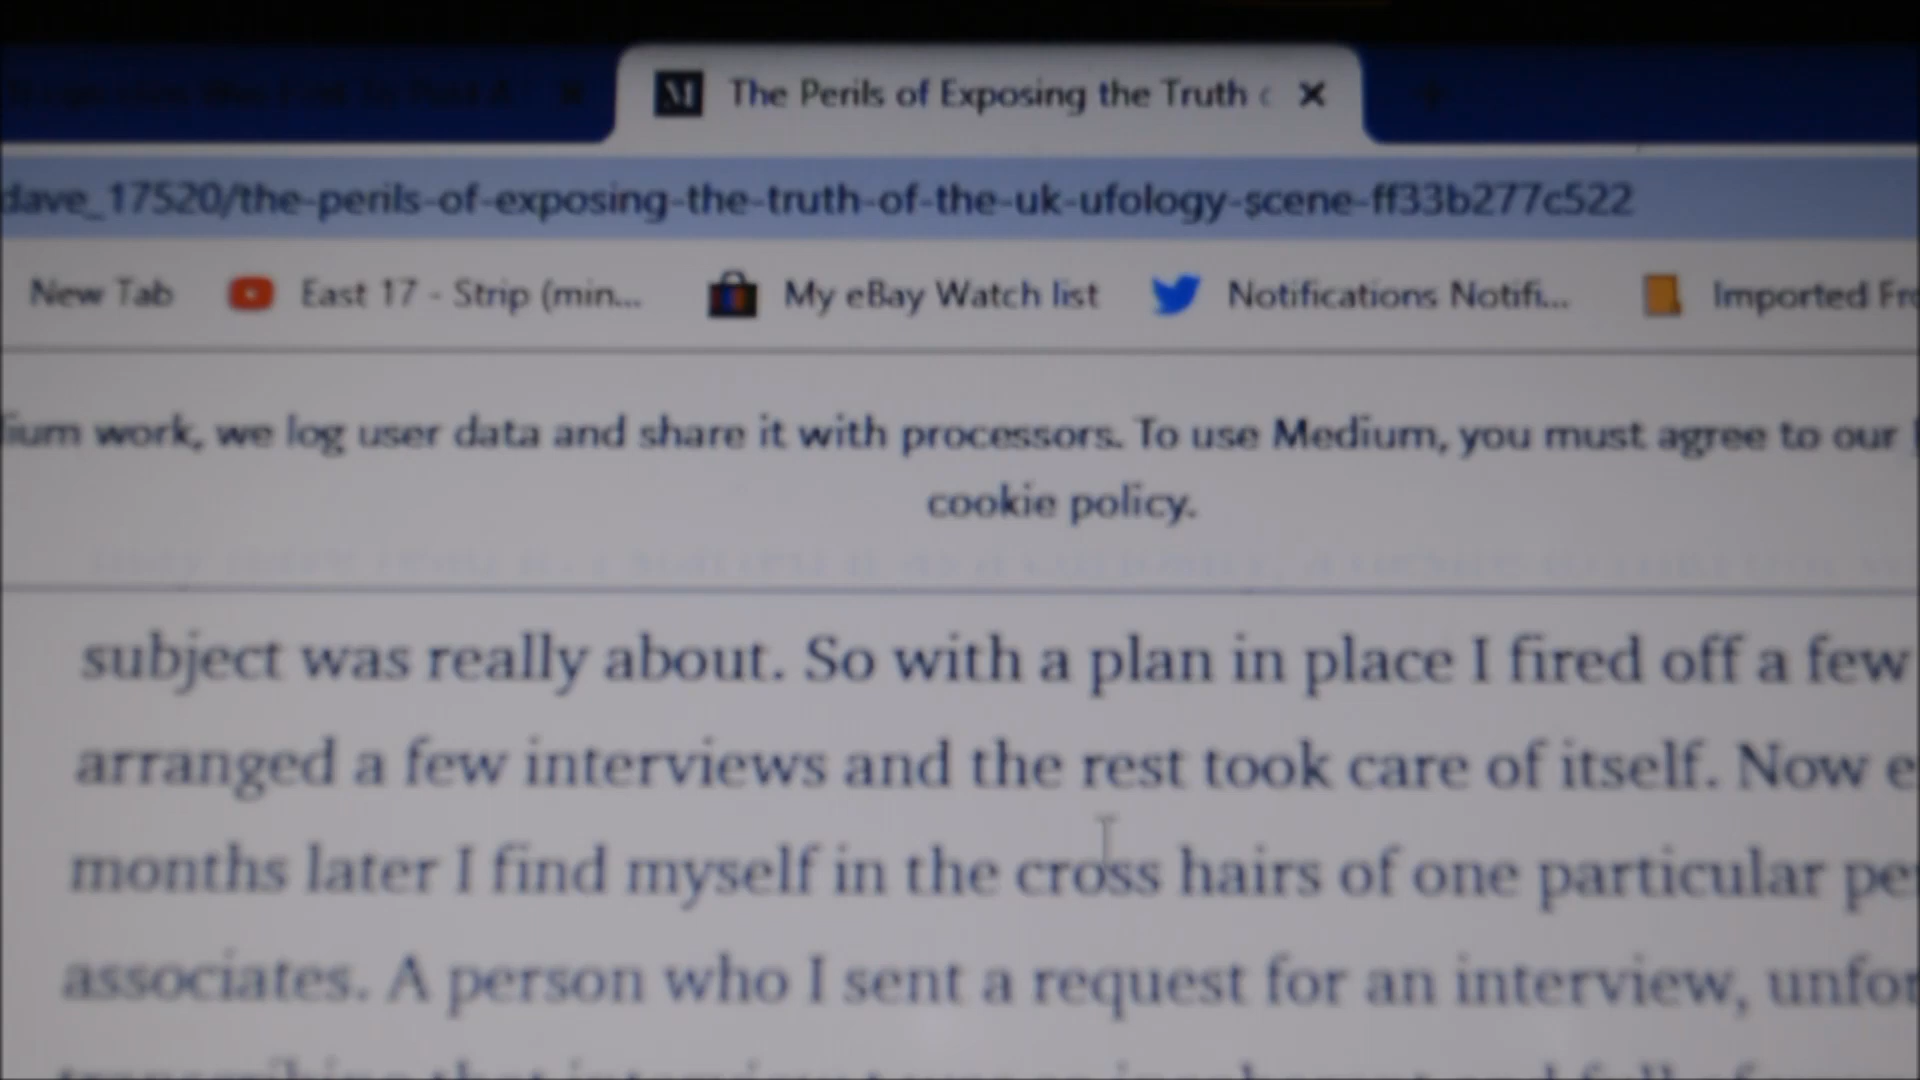 The Perils of Exposing the Truth
dave_17520/the-perils-of-exposing-the-truth-of-the-uk-ufology-scene-ff33b277c522
New Tab East 17 - Strip (min... My eBay Watch list Notifications Notifi... Imported Fro
ium work, we log user data and share it with processors. To use Medium, you must agree to our
cookie policy.
subject was really about. So with a plan in place I fired off a few
arranged a few interviews and the rest took care of itself. Now e
months later I find myself in the cross hairs of one particular pe
associates. A person who I sent a request for an interview, unfor